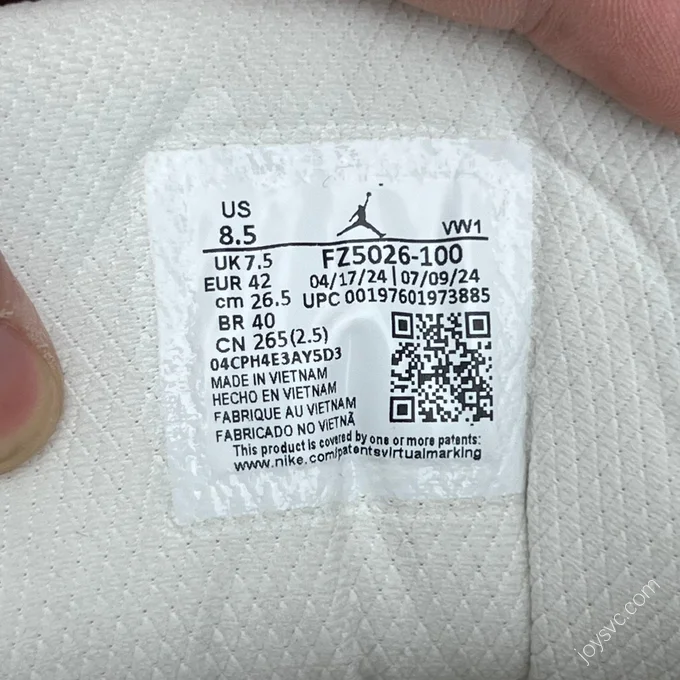 US
8.5
VW1
UK 7.5
FZ5026-100
EUR 42
04/17/24 | 07/09/24
cm 26.5
UPC 00197601973885
BR 40
CN 265(2.5)
04CPH4E3AY5D3
MADE IN VIETNAM
HECHO EN VIETNAM
FABRIQUE AU VIETNAM
FABRICADO NO VIETNÃ
This product is covered by one or more patents:
www.nike.com/patentsvirtualmarking
joysvc.com